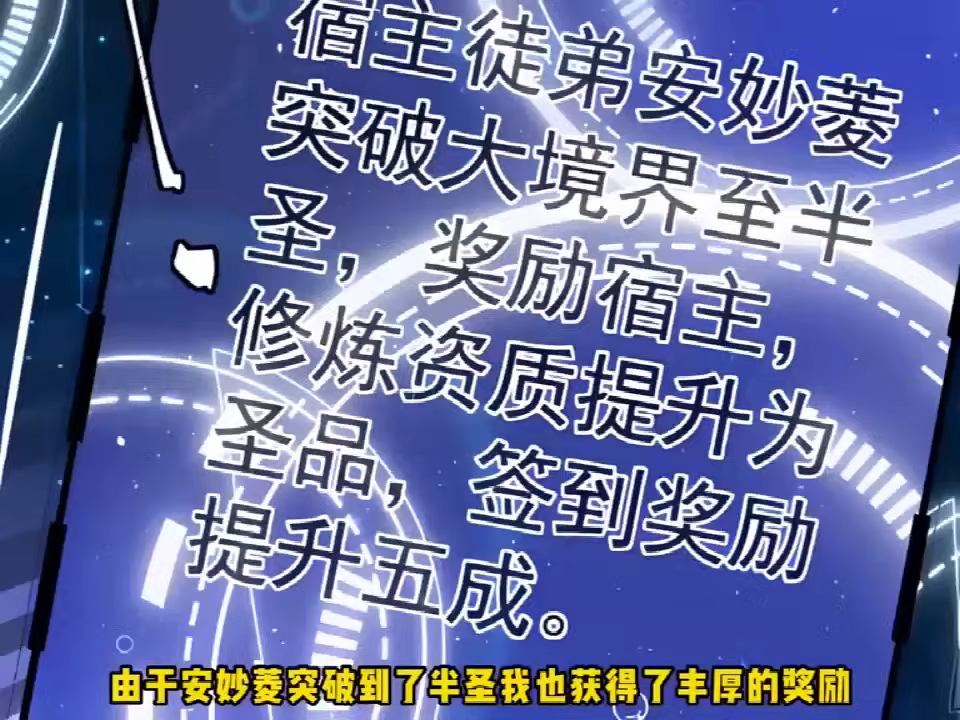 宿主徒弟安妙菱
突破大境界至半
圣，奖励宿主，
修炼资质提升为
圣品，签到奖励
提升五成。
由于安妙菱突破到了半圣我也获得了丰厚的奖励